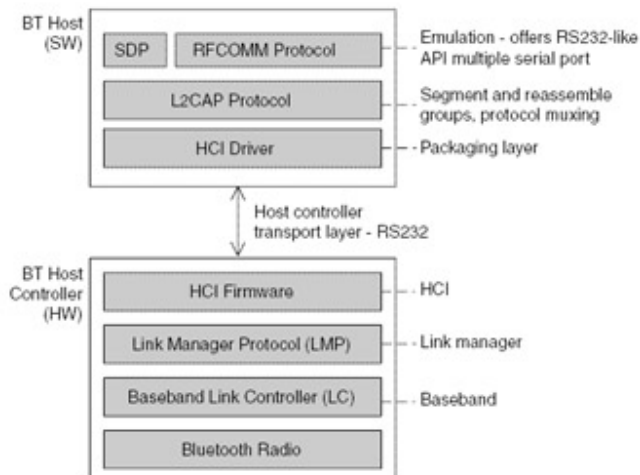 BT Host
(SW)
SDP
RFCOMM Protocol
Emulation - offers RS232-like
API multiple serial port
L2CAP Protocol
Segment and reassemble
groups, protocol muxing
HCI Driver
Packaging layer
Host controller
transport layer - RS232
BT Host
Controller
(HW)
HCI Firmware
HCI
Link Manager Protocol (LMP)
Link manager
Baseband Link Controller (LC)
Baseband
Bluetooth Radio